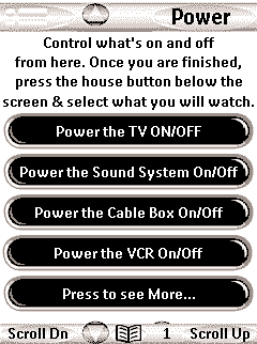 Power
Control what's on and off
from here. Once you are finished,
press the house button below the
screen & select what you will watch.
Power the TV ON/OFF
Power the Sound System On/Off
Power the Cable Box On/Off
Power the VCR On/Off
Press to see More...
Scroll Dn 1 Scroll Up